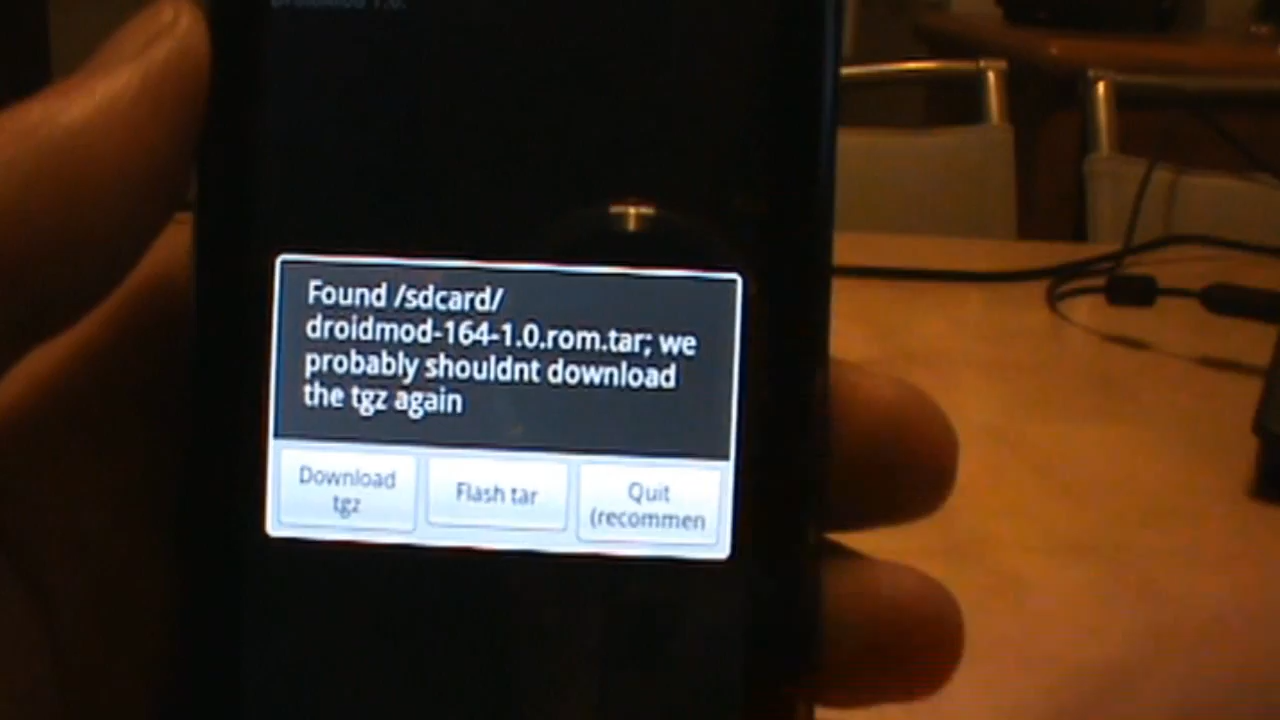 Found /sdcard/
droidmod-164-1.0.rom.tar; we
probably shouldnt download
the tgz again
Download
tgz
Flash tar
Quit
(recommen